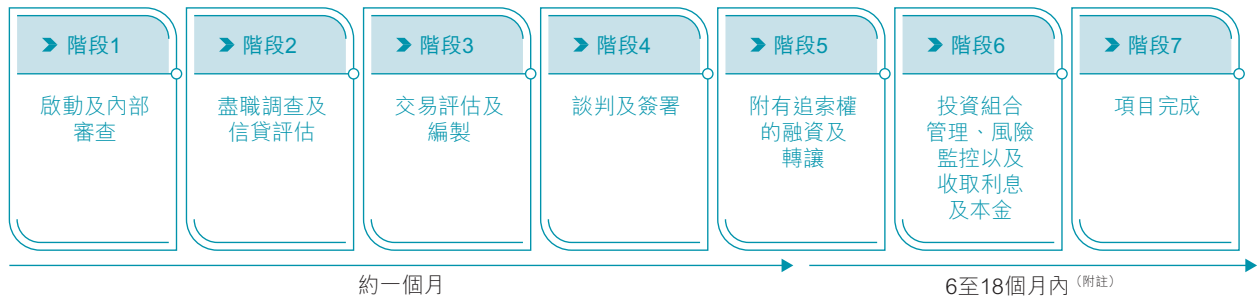 階段1
啟動及內部
審查
階段2
盡職調查及
信貸評估
階段3
交易評估及
編製
階段4
談判及簽署
階段5
附有追索權
的融資及
轉讓
階段6
投資組合
管理、風險
監控以及
收取利息
及本金
階段7
項目完成
約一個月
6至18個月內（附註）